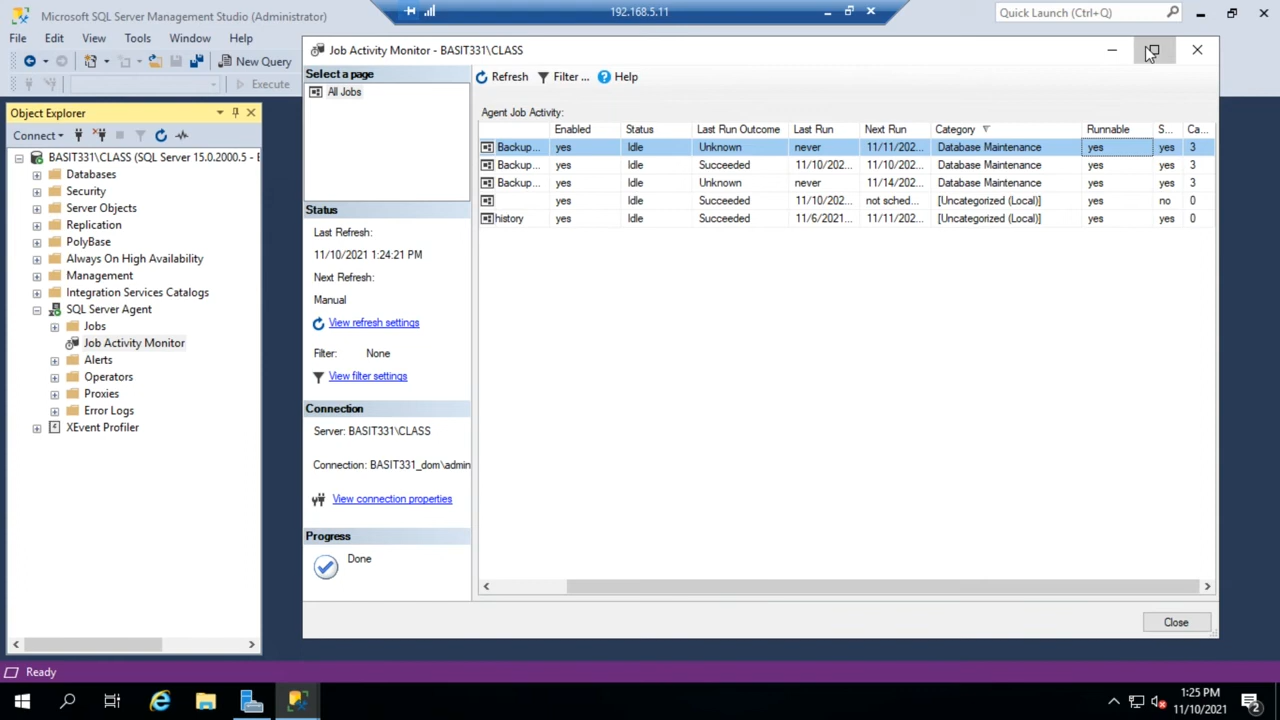 Microsoft SQL Server Management Studio (Administrator)
192.168.5.11
Quick Launch (Ctrl+Q)
File Edit View Tools Window Help
New Query
Execute
Object Explorer
Connect
BASIT331\CLASS (SQL Server 15.0.2000.5 - E
Databases
Security
Server Objects
Replication
PolyBase
Always On High Availability
Management
Integration Services Catalogs
SQL Server Agent
Jobs
Job Activity Monitor
Alerts
Operators
Proxies
Error Logs
XEvent Profiler
Job Activity Monitor - BASIT331\CLASS
Select a page
All Jobs
Status
Last Refresh:
11/10/2021 1:24:21 PM
Next Refresh:
Manual
View refresh settings
Filter: None
View filter settings
Connection
Server: BASIT331\CLASS
Connection: BASIT331_dom\admin
View connection properties
Progress
Done
Refresh Filter ... Help
Agent Job Activity:
Enabled Status Last Run Outcome Last Run Next Run Category Runnable S... Ca...
Backup... yes Idle Unknown never 11/11/202... Database Maintenance yes yes 3
Backup... yes Idle Succeeded 11/10/202... 11/10/202... Database Maintenance yes yes 3
Backup... yes Idle Unknown never 11/14/202... Database Maintenance yes yes 3
yes Idle Succeeded 11/10/202... not sched... [Uncategorized (Local)] yes no 0
history yes Idle Succeeded 11/6/2021... 11/11/202... [Uncategorized (Local)] yes yes 0
Close
Ready
1:25 PM
11/10/2021
2